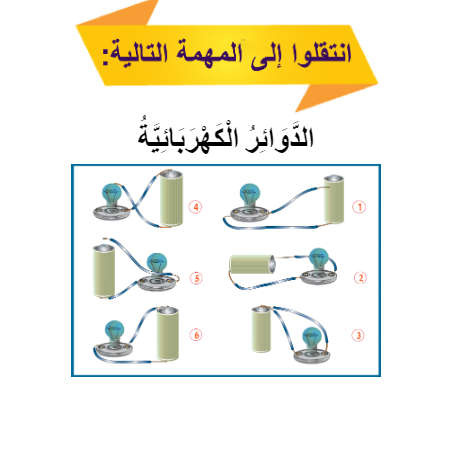 انتقلوا إلى المهمة التالية:
الدَّوَائِرُ الْكَهْرَبَائِيَّةُ
4 1
5 2
6 3